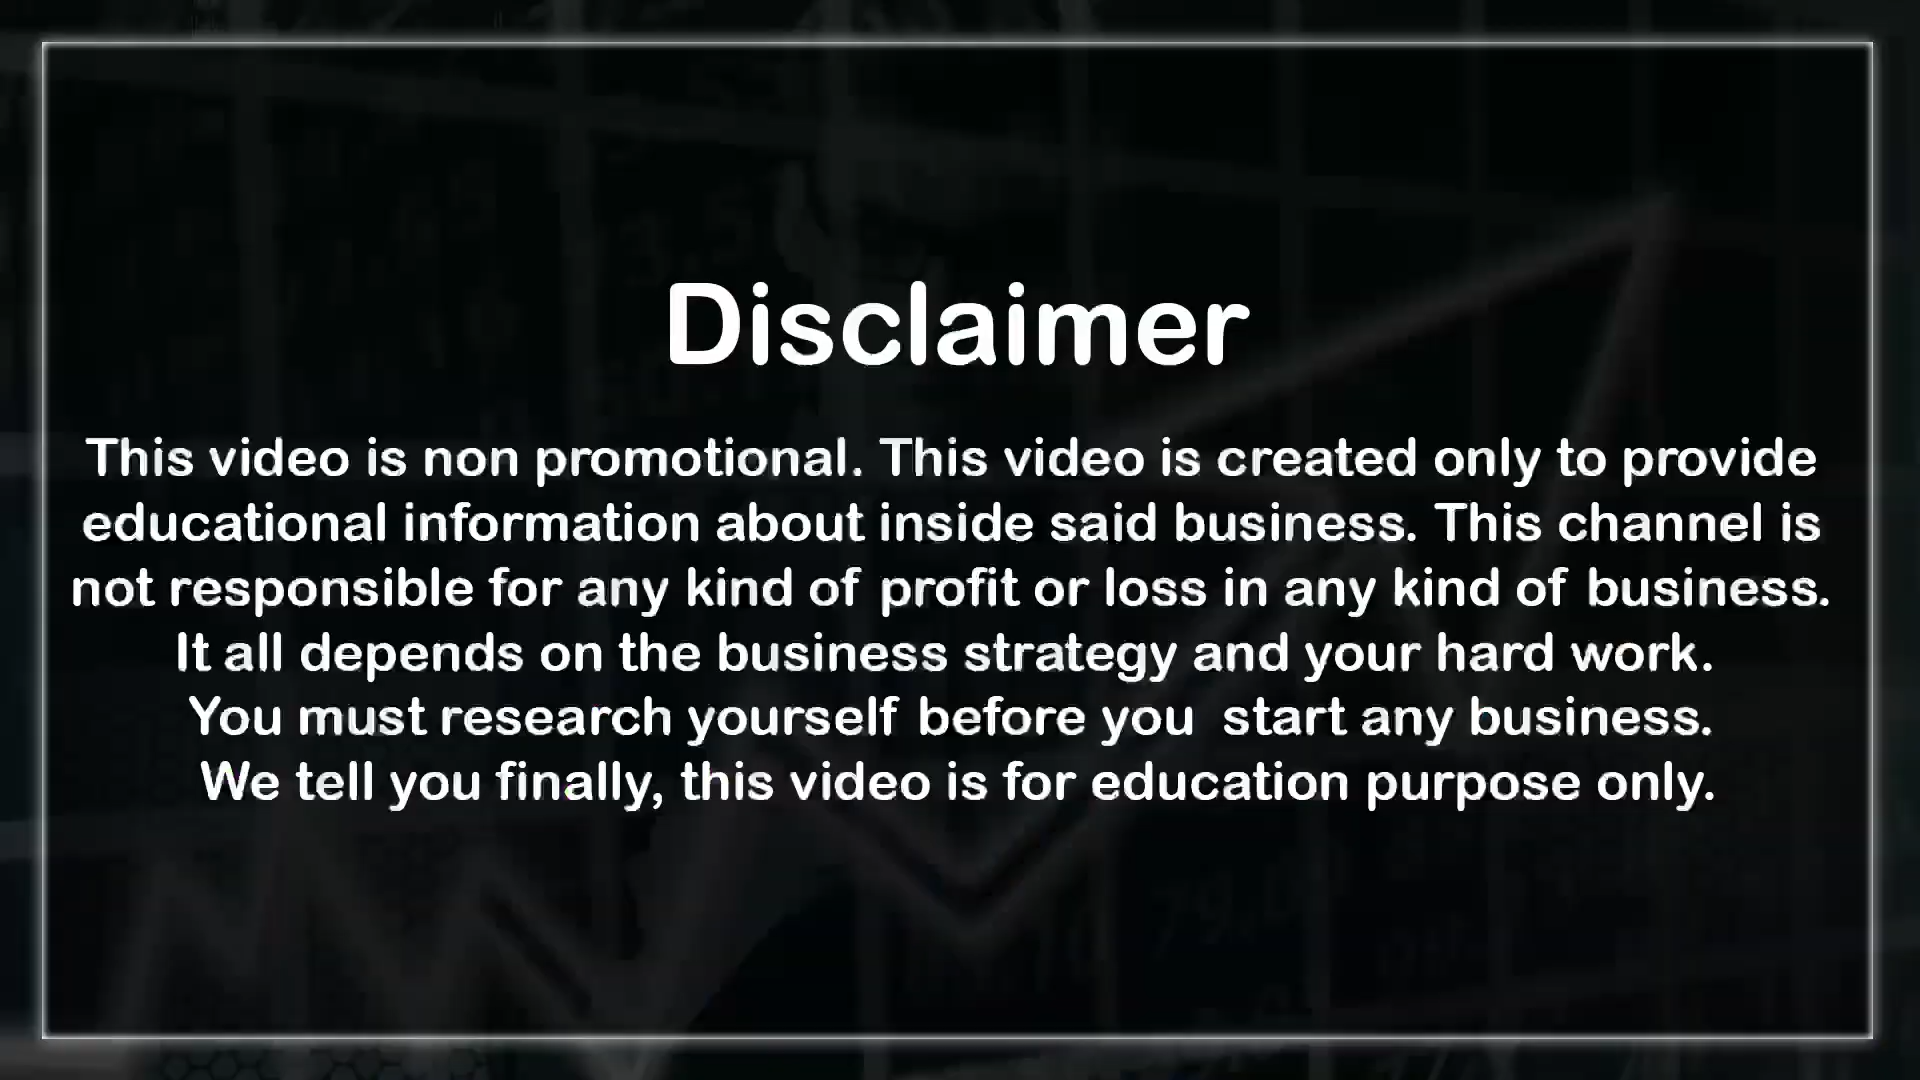 Disclaimer
This video is non promotional. This video is created only to provide
educational information about inside said business. This channel is
not responsible for any kind of profit or loss in any kind of business.
It all depends on the business strategy and your hard work.
You must research yourself before you start any business.
We tell you finally, this video is for education purpose only.